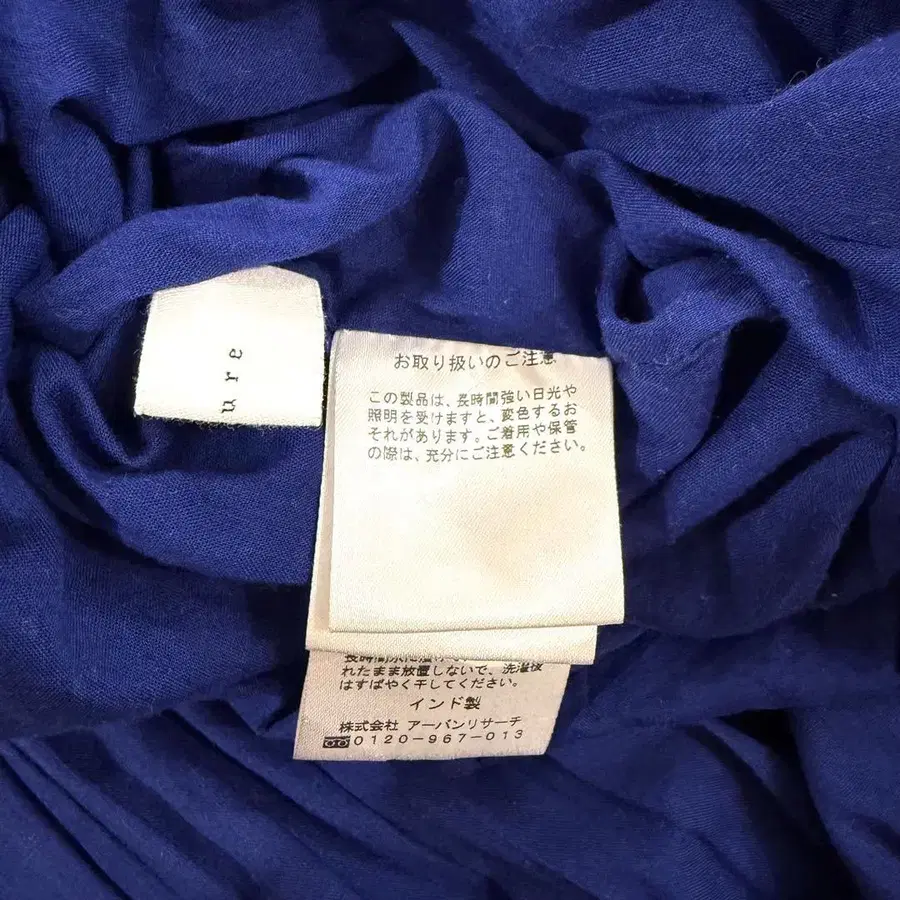 ure
お取り扱いのご注意
この製品は、長時間強い日光や
照明を受けますと、変色するお
それがあります。ご着用や保管
の際は、充分にご注意ください。
れたまま放置しないで、洗濯後
はすばやく干してください。
インド製
株式会社 アーバンリサーチ
0120-967-013